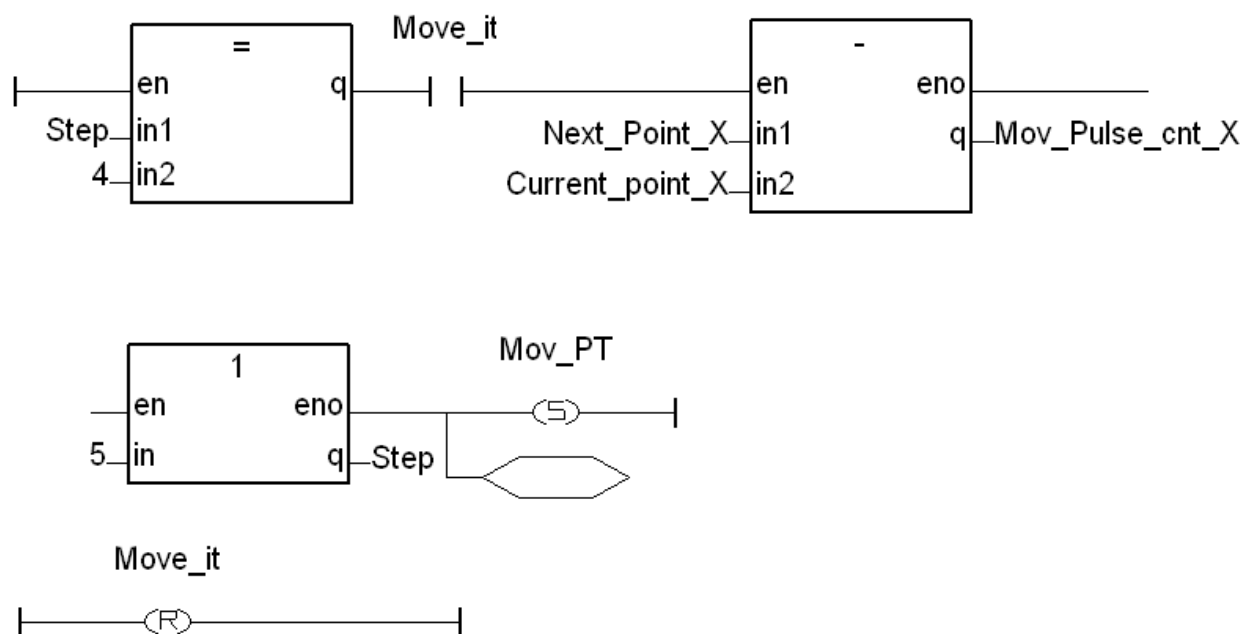 Move_it
= -
en q en eno
Step in1 Next_Point_X in1 q Mov_Pulse_cnt_X
4 in2 Current_point_X in2
1 Mov_PT
en eno S
5 in q Step
Move_it
R